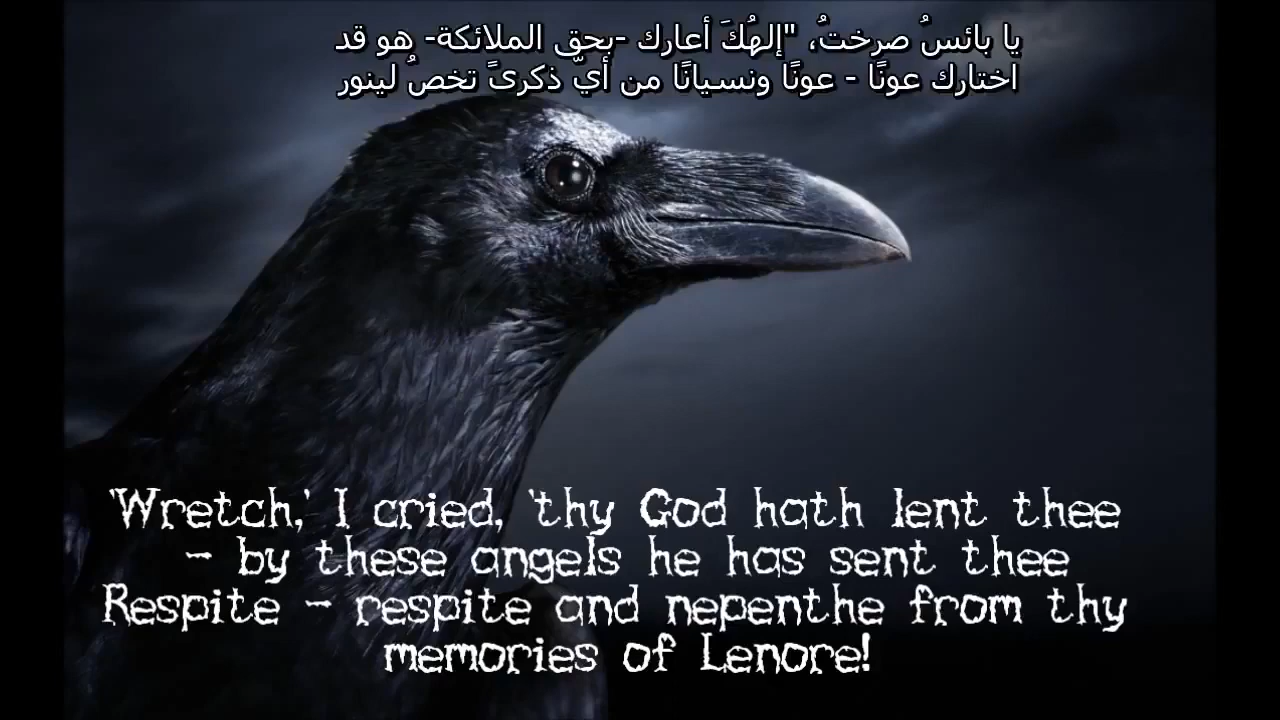 يا بائسُ صرختُ، "إلهُكَ أعارك -بحق الملائكة- هو قد
اختارك عونًا - عونًا ونسيانًا من أيّ ذكرىً تخصُ لينور
'Wretch,' I cried, 'thy God hath lent thee
- by these angels he has sent thee
Respite - respite and nepenthe from thy
memories of Lenore!